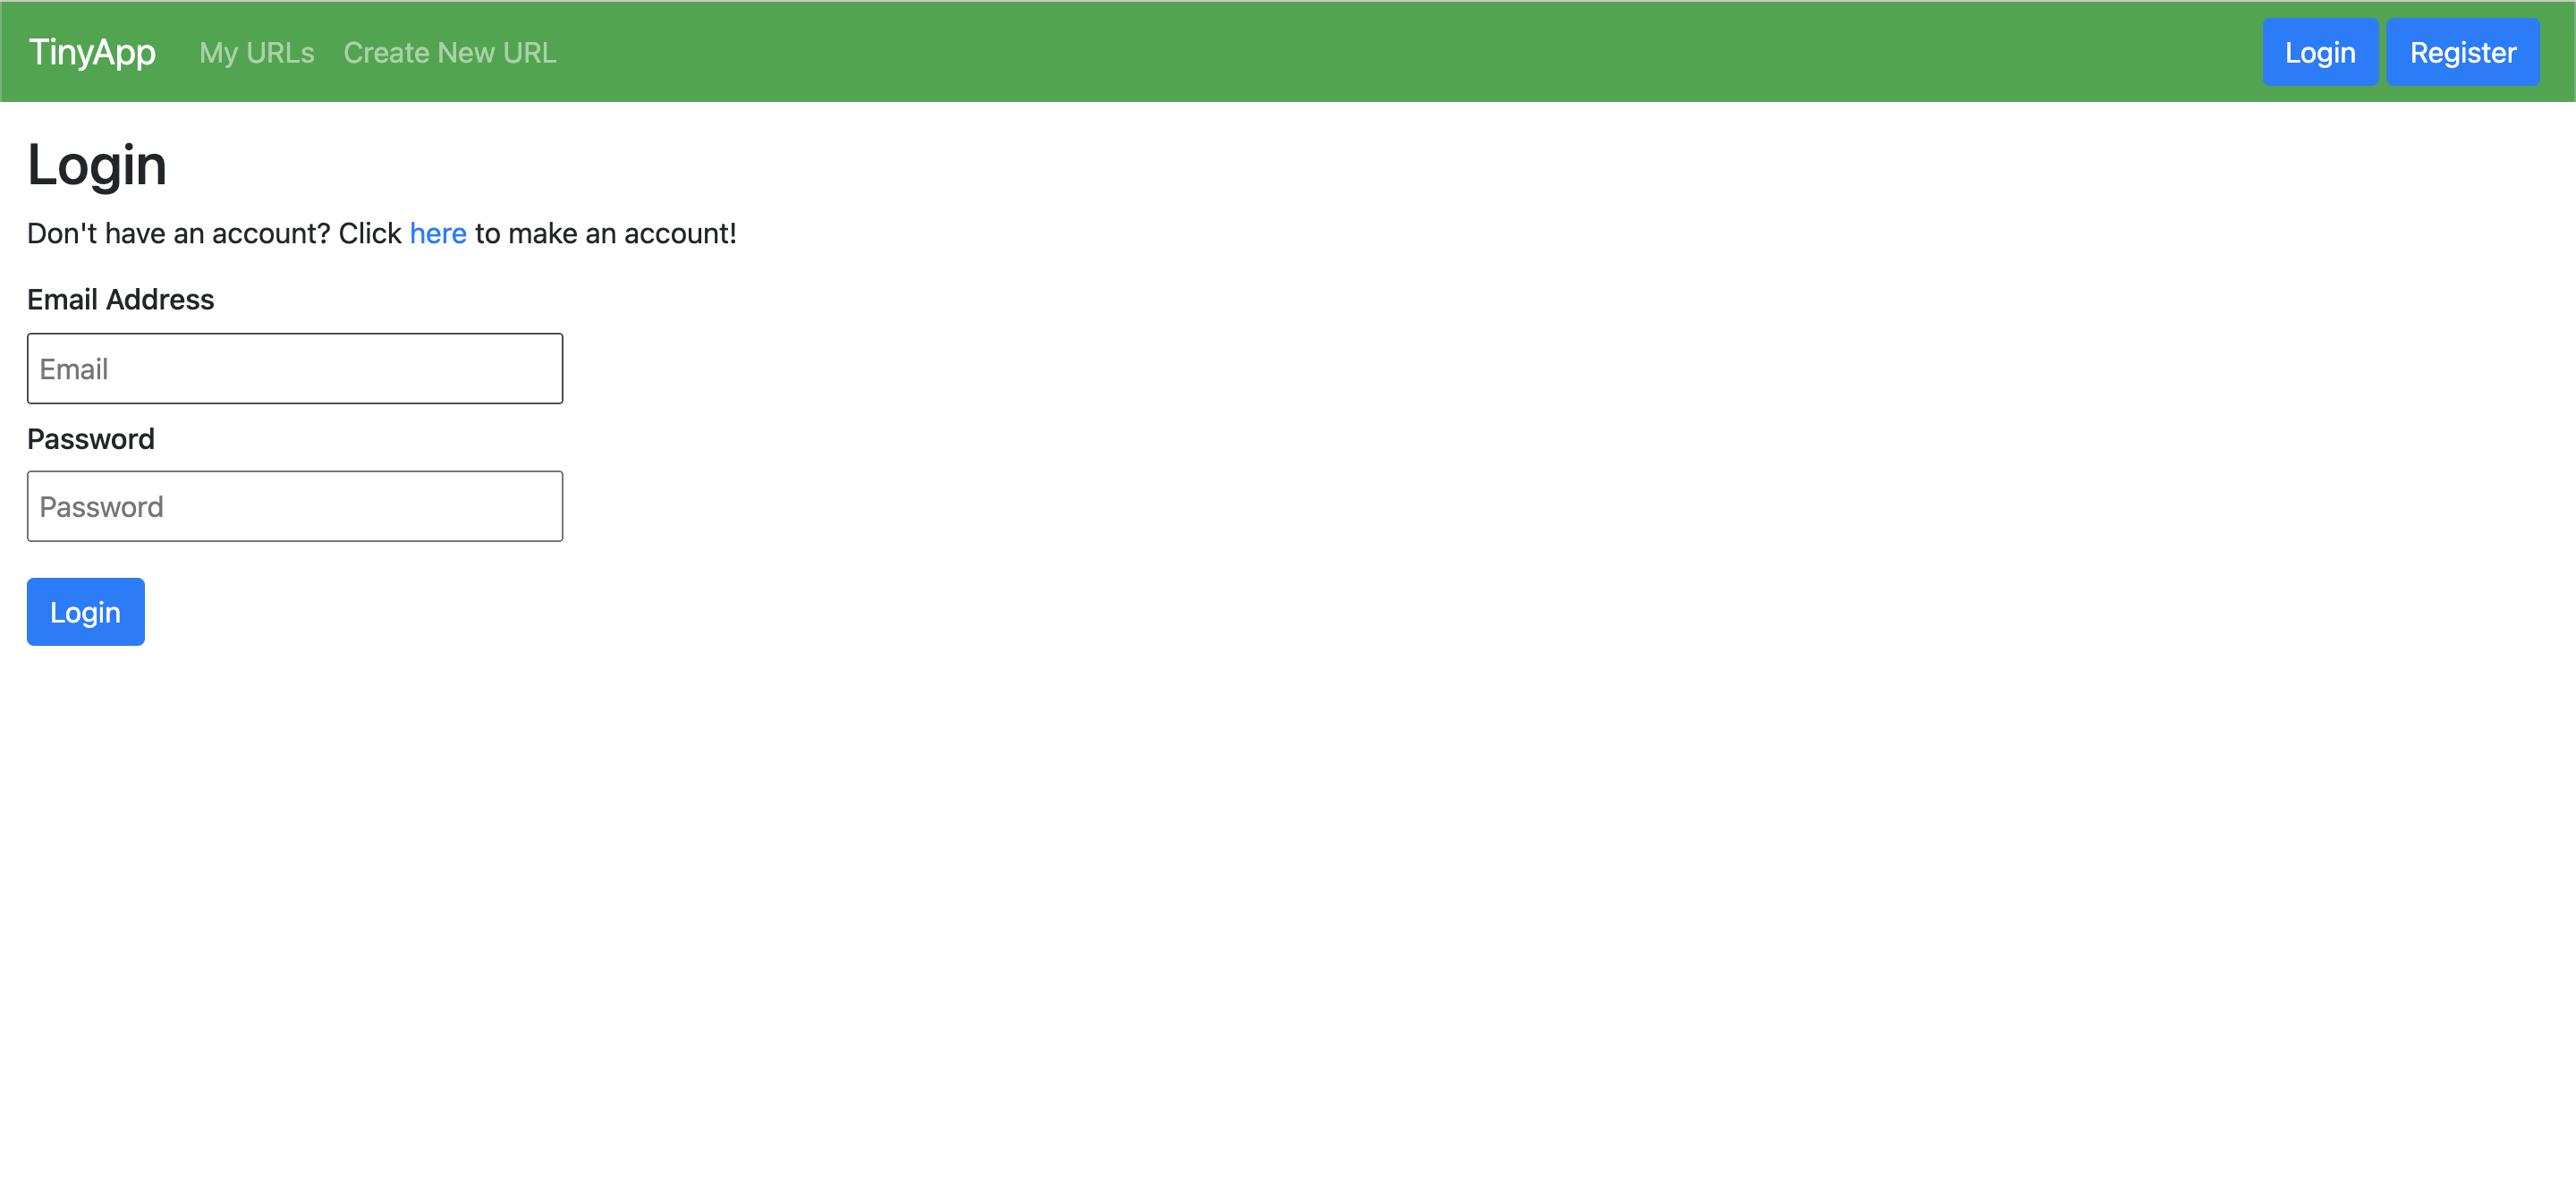 TinyApp My URLs Create New URL Login Register
Login
Don't have an account? Click here to make an account!
Email Address
Email
Password
Password
Login